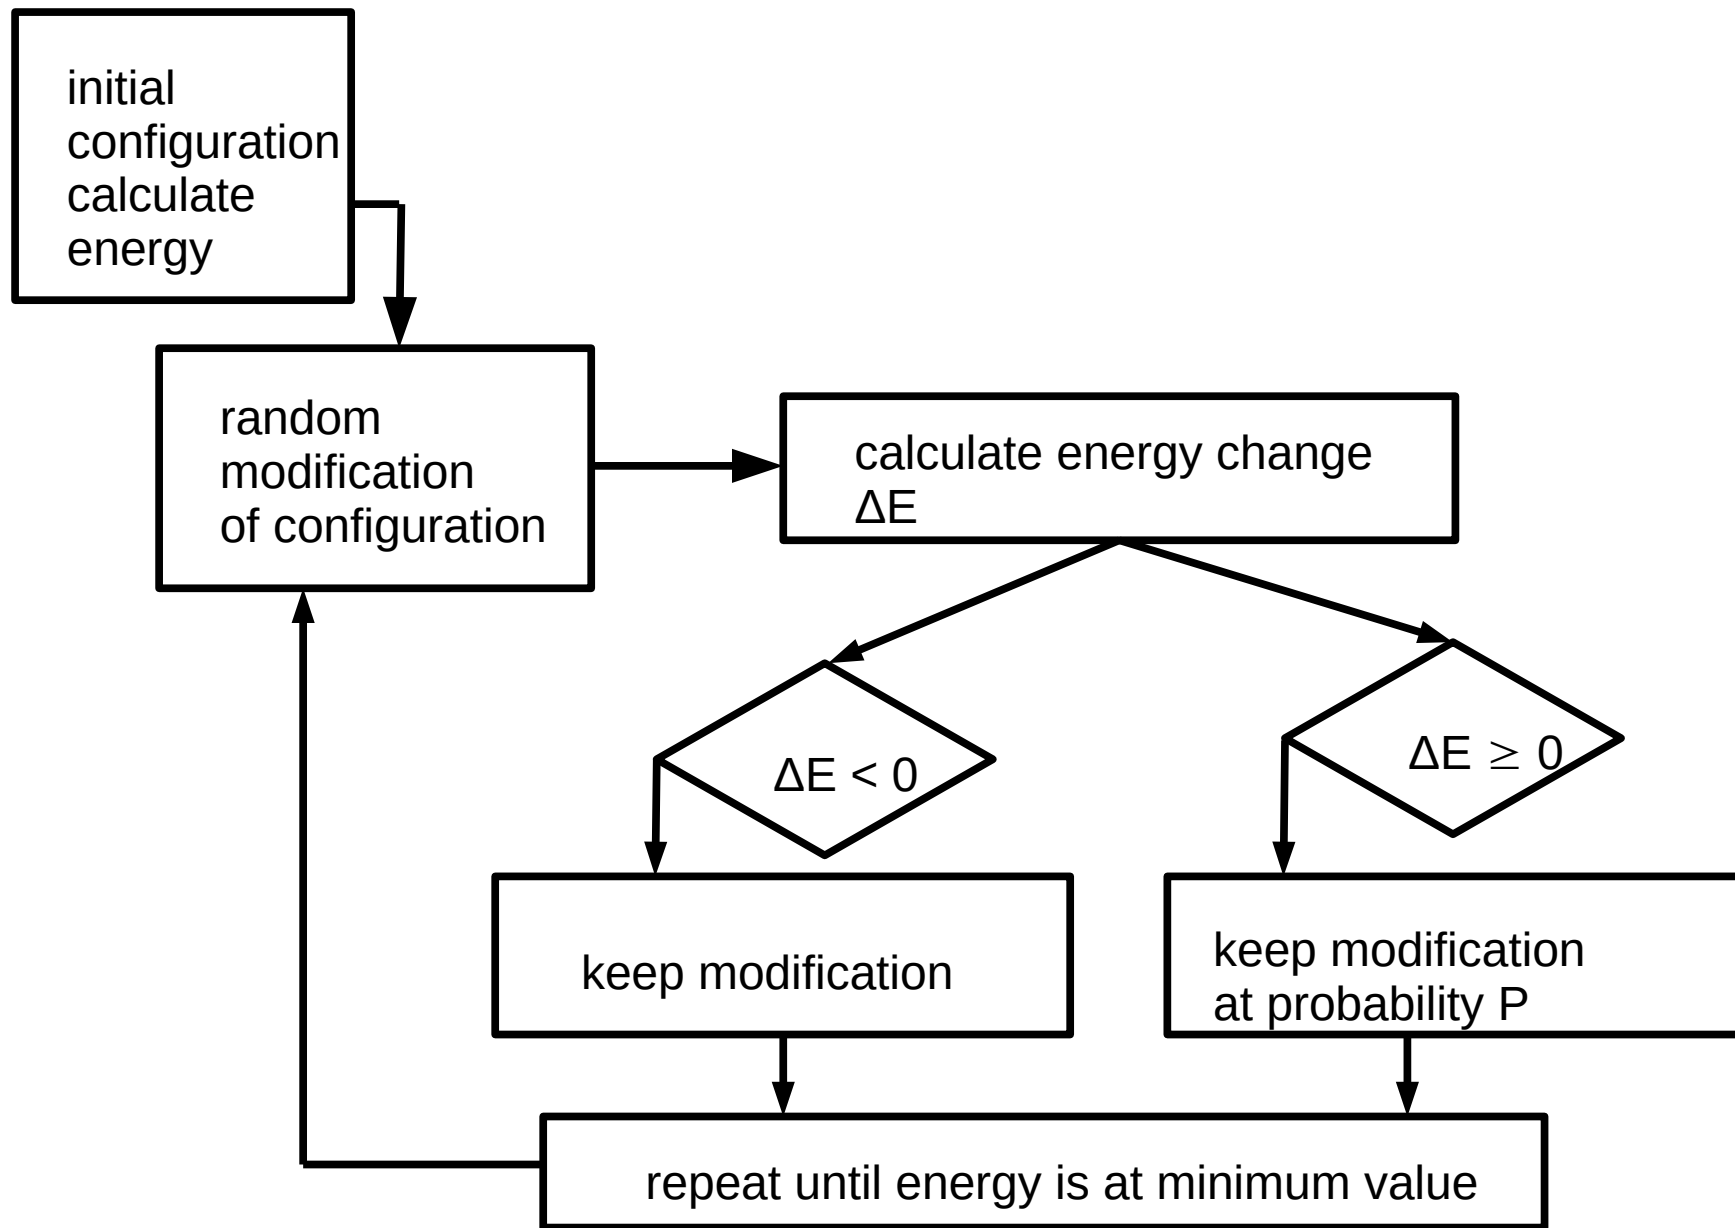 initial
configuration
calculate
energy
random
modification
of configuration
calculate energy change
ΔE
ΔE < 0
ΔE ≥ 0
keep modification
keep modification
at probability P
repeat until energy is at minimum value